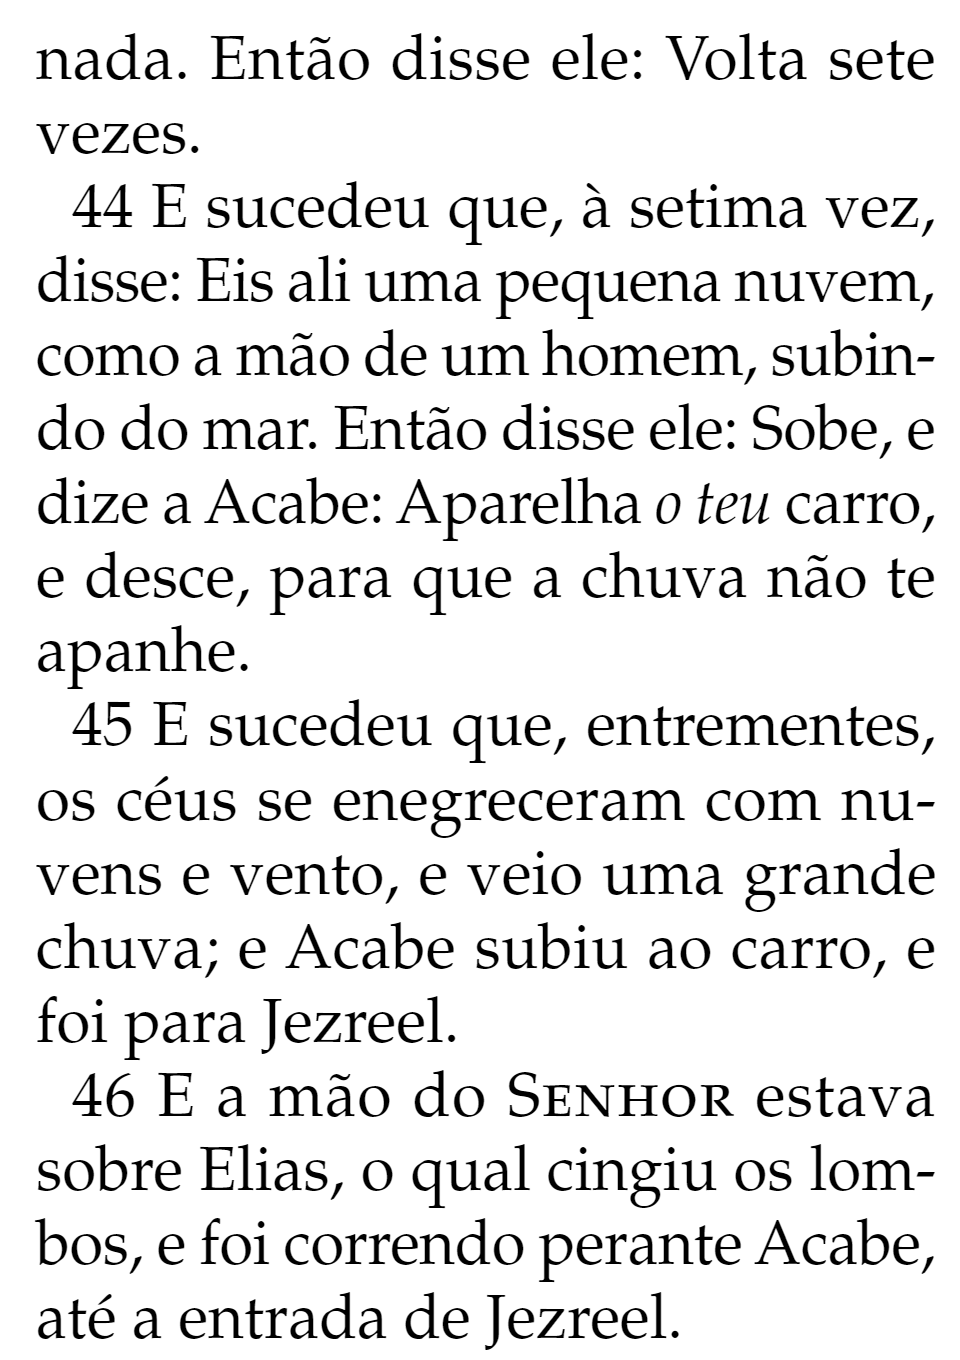 nada. Então disse ele: Volta sete
vezes.
44 E sucedeu que, à setima vez,
disse: Eis ali uma pequena nuvem,
como a mão de um homem, subin-
do do mar. Então disse ele: Sobe, e
dize a Acabe: Aparelha o teu carro,
e desce, para que a chuva não te
apanhe.
45 E sucedeu que, entrementes,
os céus se enegreceram com nu-
vens e vento, e veio uma grande
chuva; e Acabe subiu ao carro, e
foi para Jezreel.
46 E a mão do SENHOR estava
sobre Elias, o qual cingiu os lom-
bos, e foi correndo perante Acabe,
até a entrada de Jezreel.